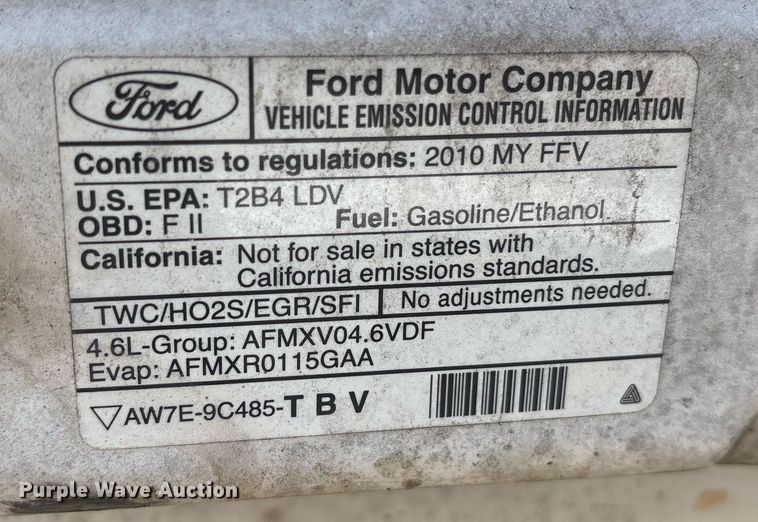 Ford
Ford Motor Company
VEHICLE EMISSION CONTROL INFORMATION
Conforms to regulations: 2010 MY FFV
U.S. EPA: T2B4 LDV
OBD: F II Fuel: Gasoline/Ethanol
California: Not for sale in states with
California emissions standards.
TWC/HO2S/EGR/SFI No adjustments needed.
4.6L-Group: AFMXV04.6VDF
Evap: AFMXR0115GAA
AW7E-9C485-T B V
Purple Wave Auction